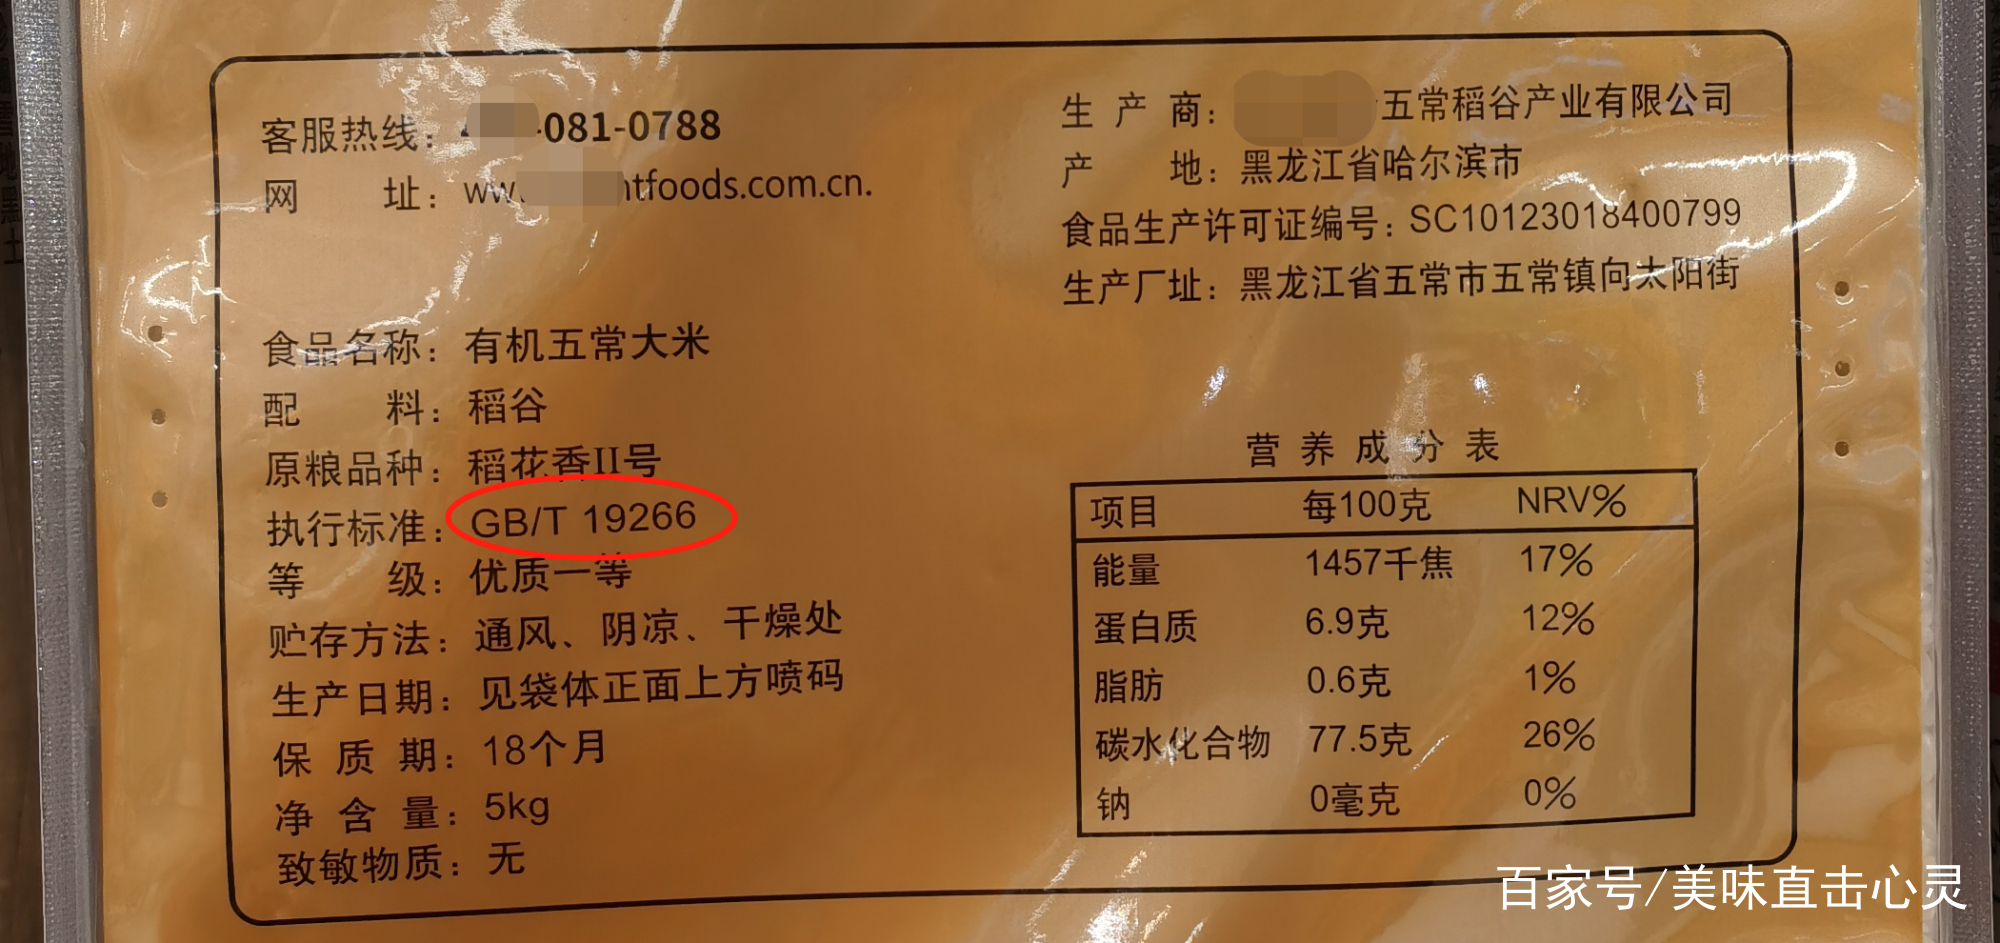 客服热线: -081-0788
网 址: ww tfoods.com.cn.
食品名称: 有机五常大米
配 料: 稻谷
原粮品种: 稻花香II号
执行标准: GB/T 19266
等 级: 优质一等
贮存方法: 通风、阴凉、干燥处
生产日期: 见袋体正面上方喷码
保 质 期: 18个月
净 含 量: 5kg
致敏物质: 无
生 产 商: 五常稻谷产业有限公司
产 地: 黑龙江省哈尔滨市
食品生产许可证编号: SC10123018400799
生产厂址: 黑龙江省五常市五常镇向太阳街
营 养 成 分 表
项目 每100克 NRV%
能量 1457千焦 17%
蛋白质 6.9克 12%
脂肪 0.6克 1%
碳水化合物 77.5克 26%
钠 0毫克 0%
百家号/美味直击心灵